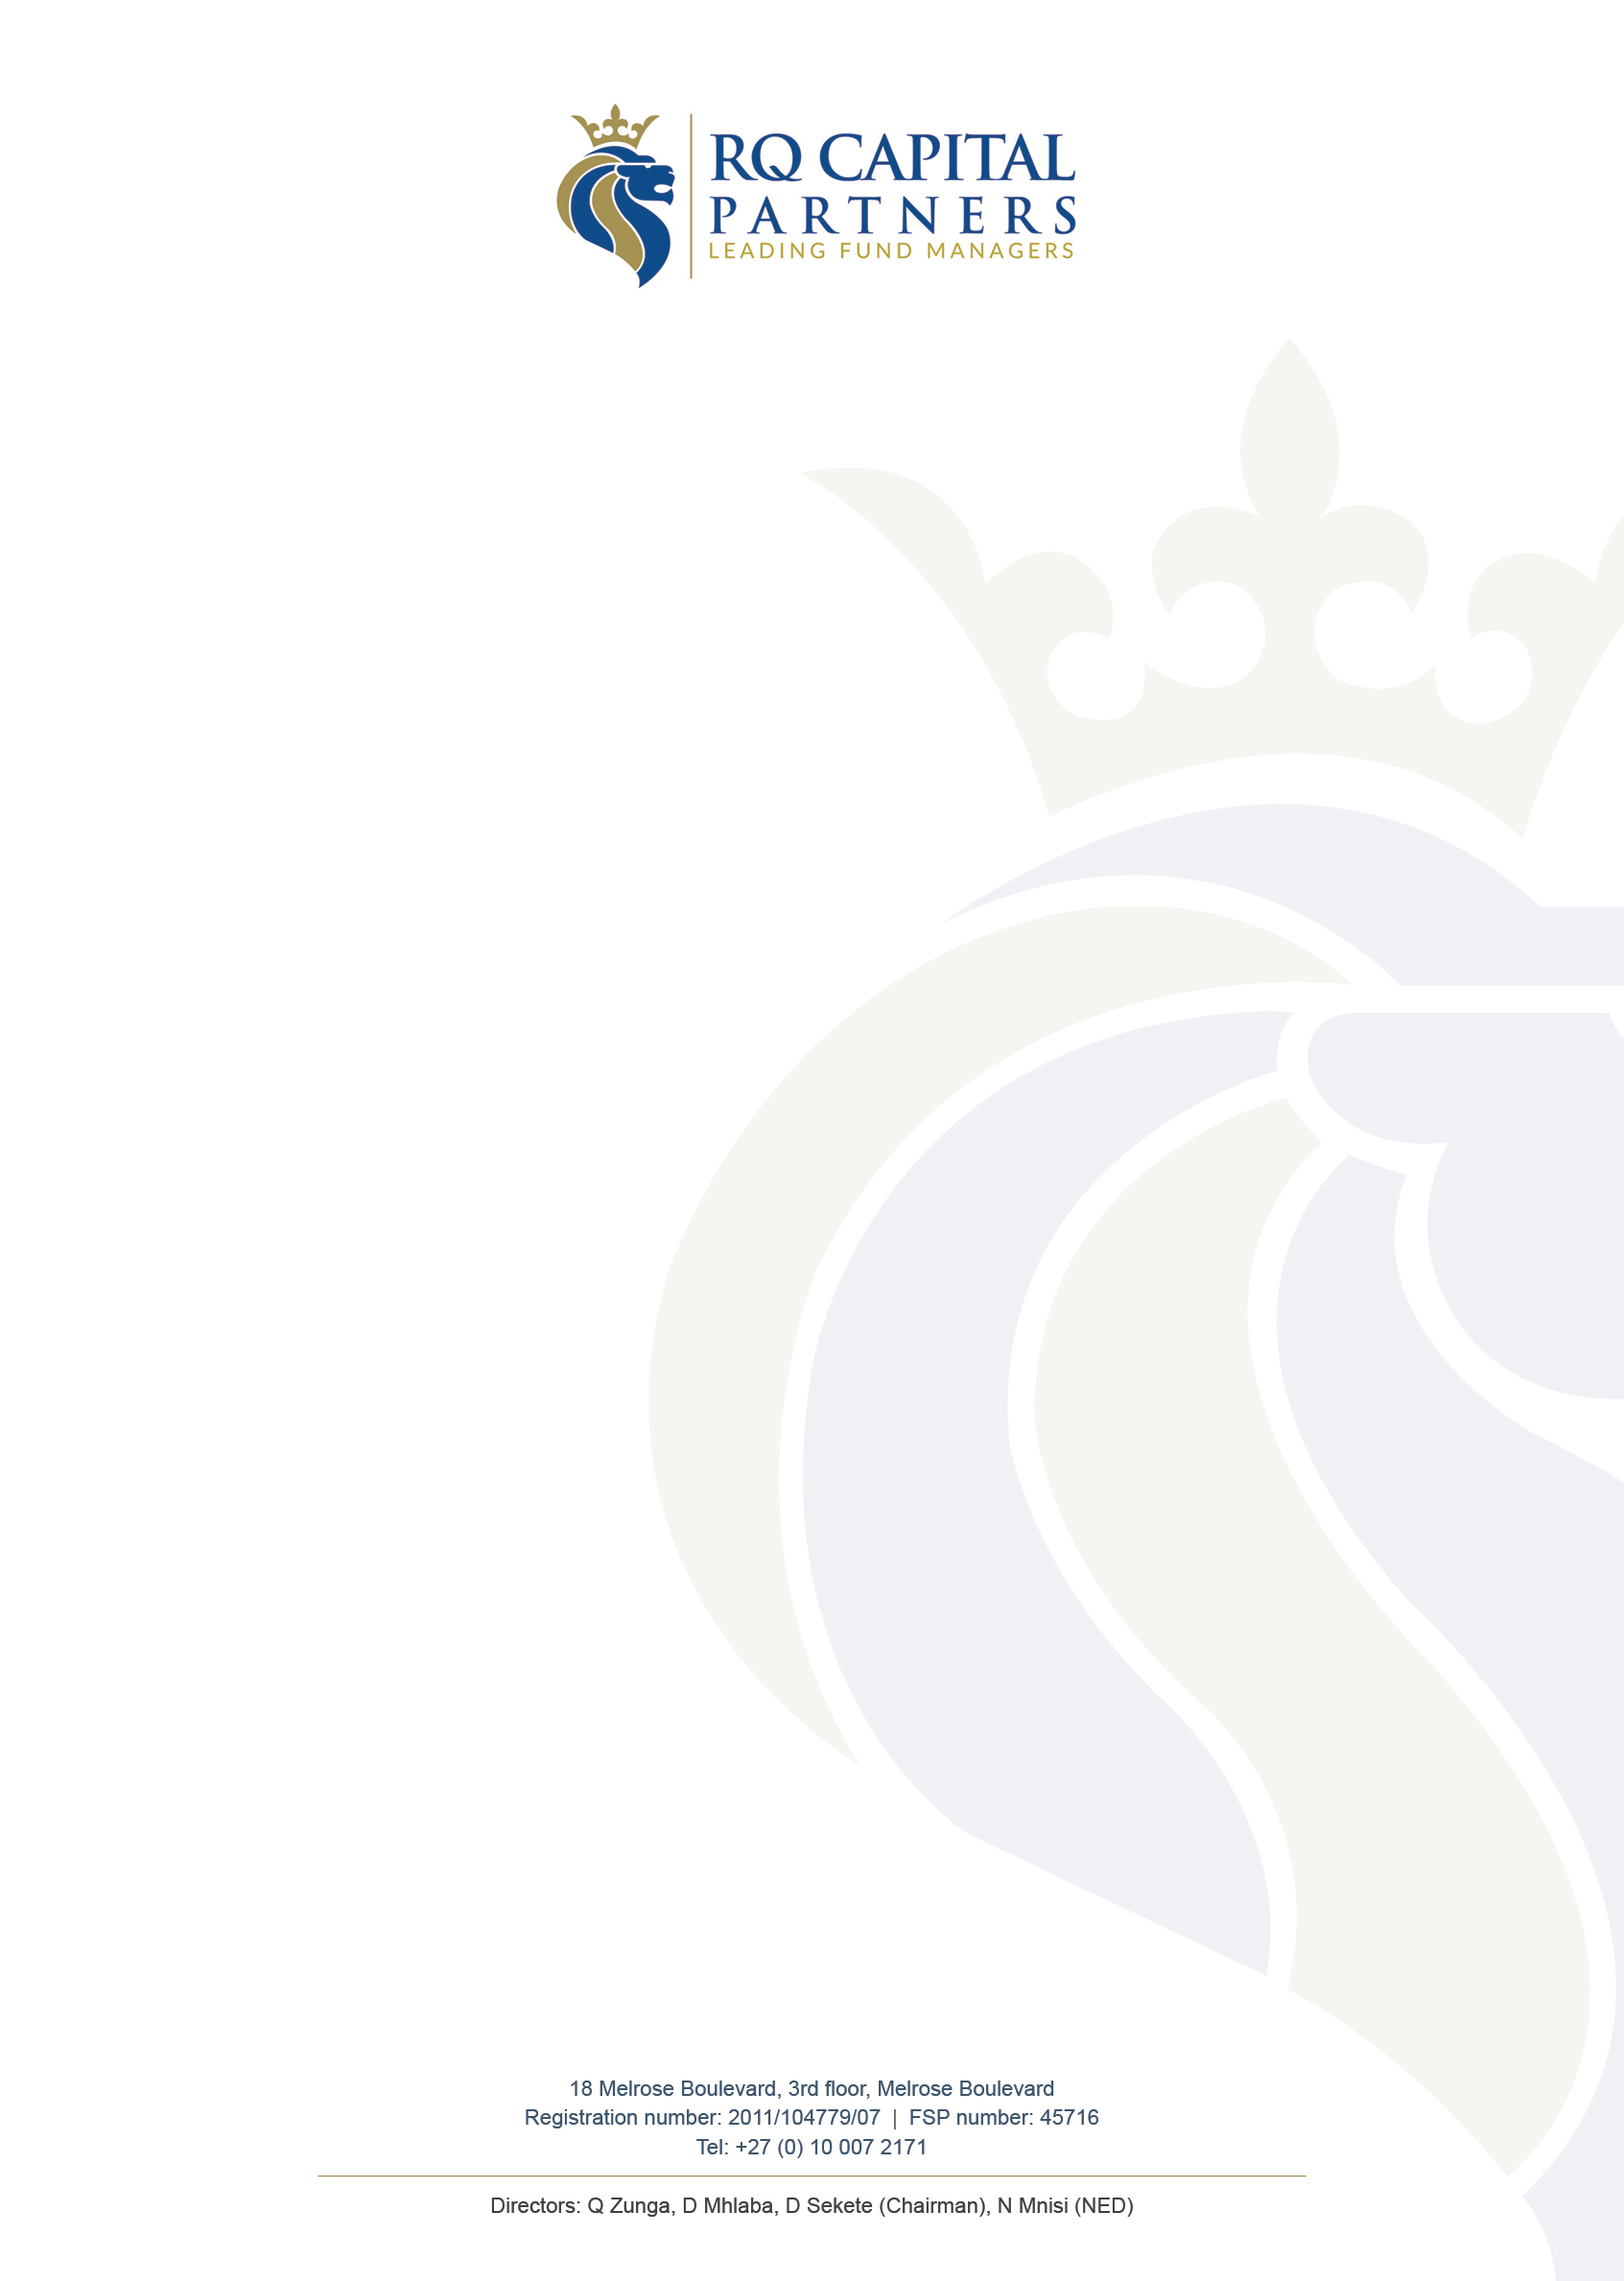 RQ CAPITAL
PARTNERS
LEADING FUND MANAGERS
18 Melrose Boulevard, 3rd floor, Melrose Boulevard
Registration number: 2011/104779/07 | FSP number: 45716
Tel: +27 (0) 10 007 2171
Directors: Q Zunga, D Mhlaba, D Sekete (Chairman), N Mnisi (NED)